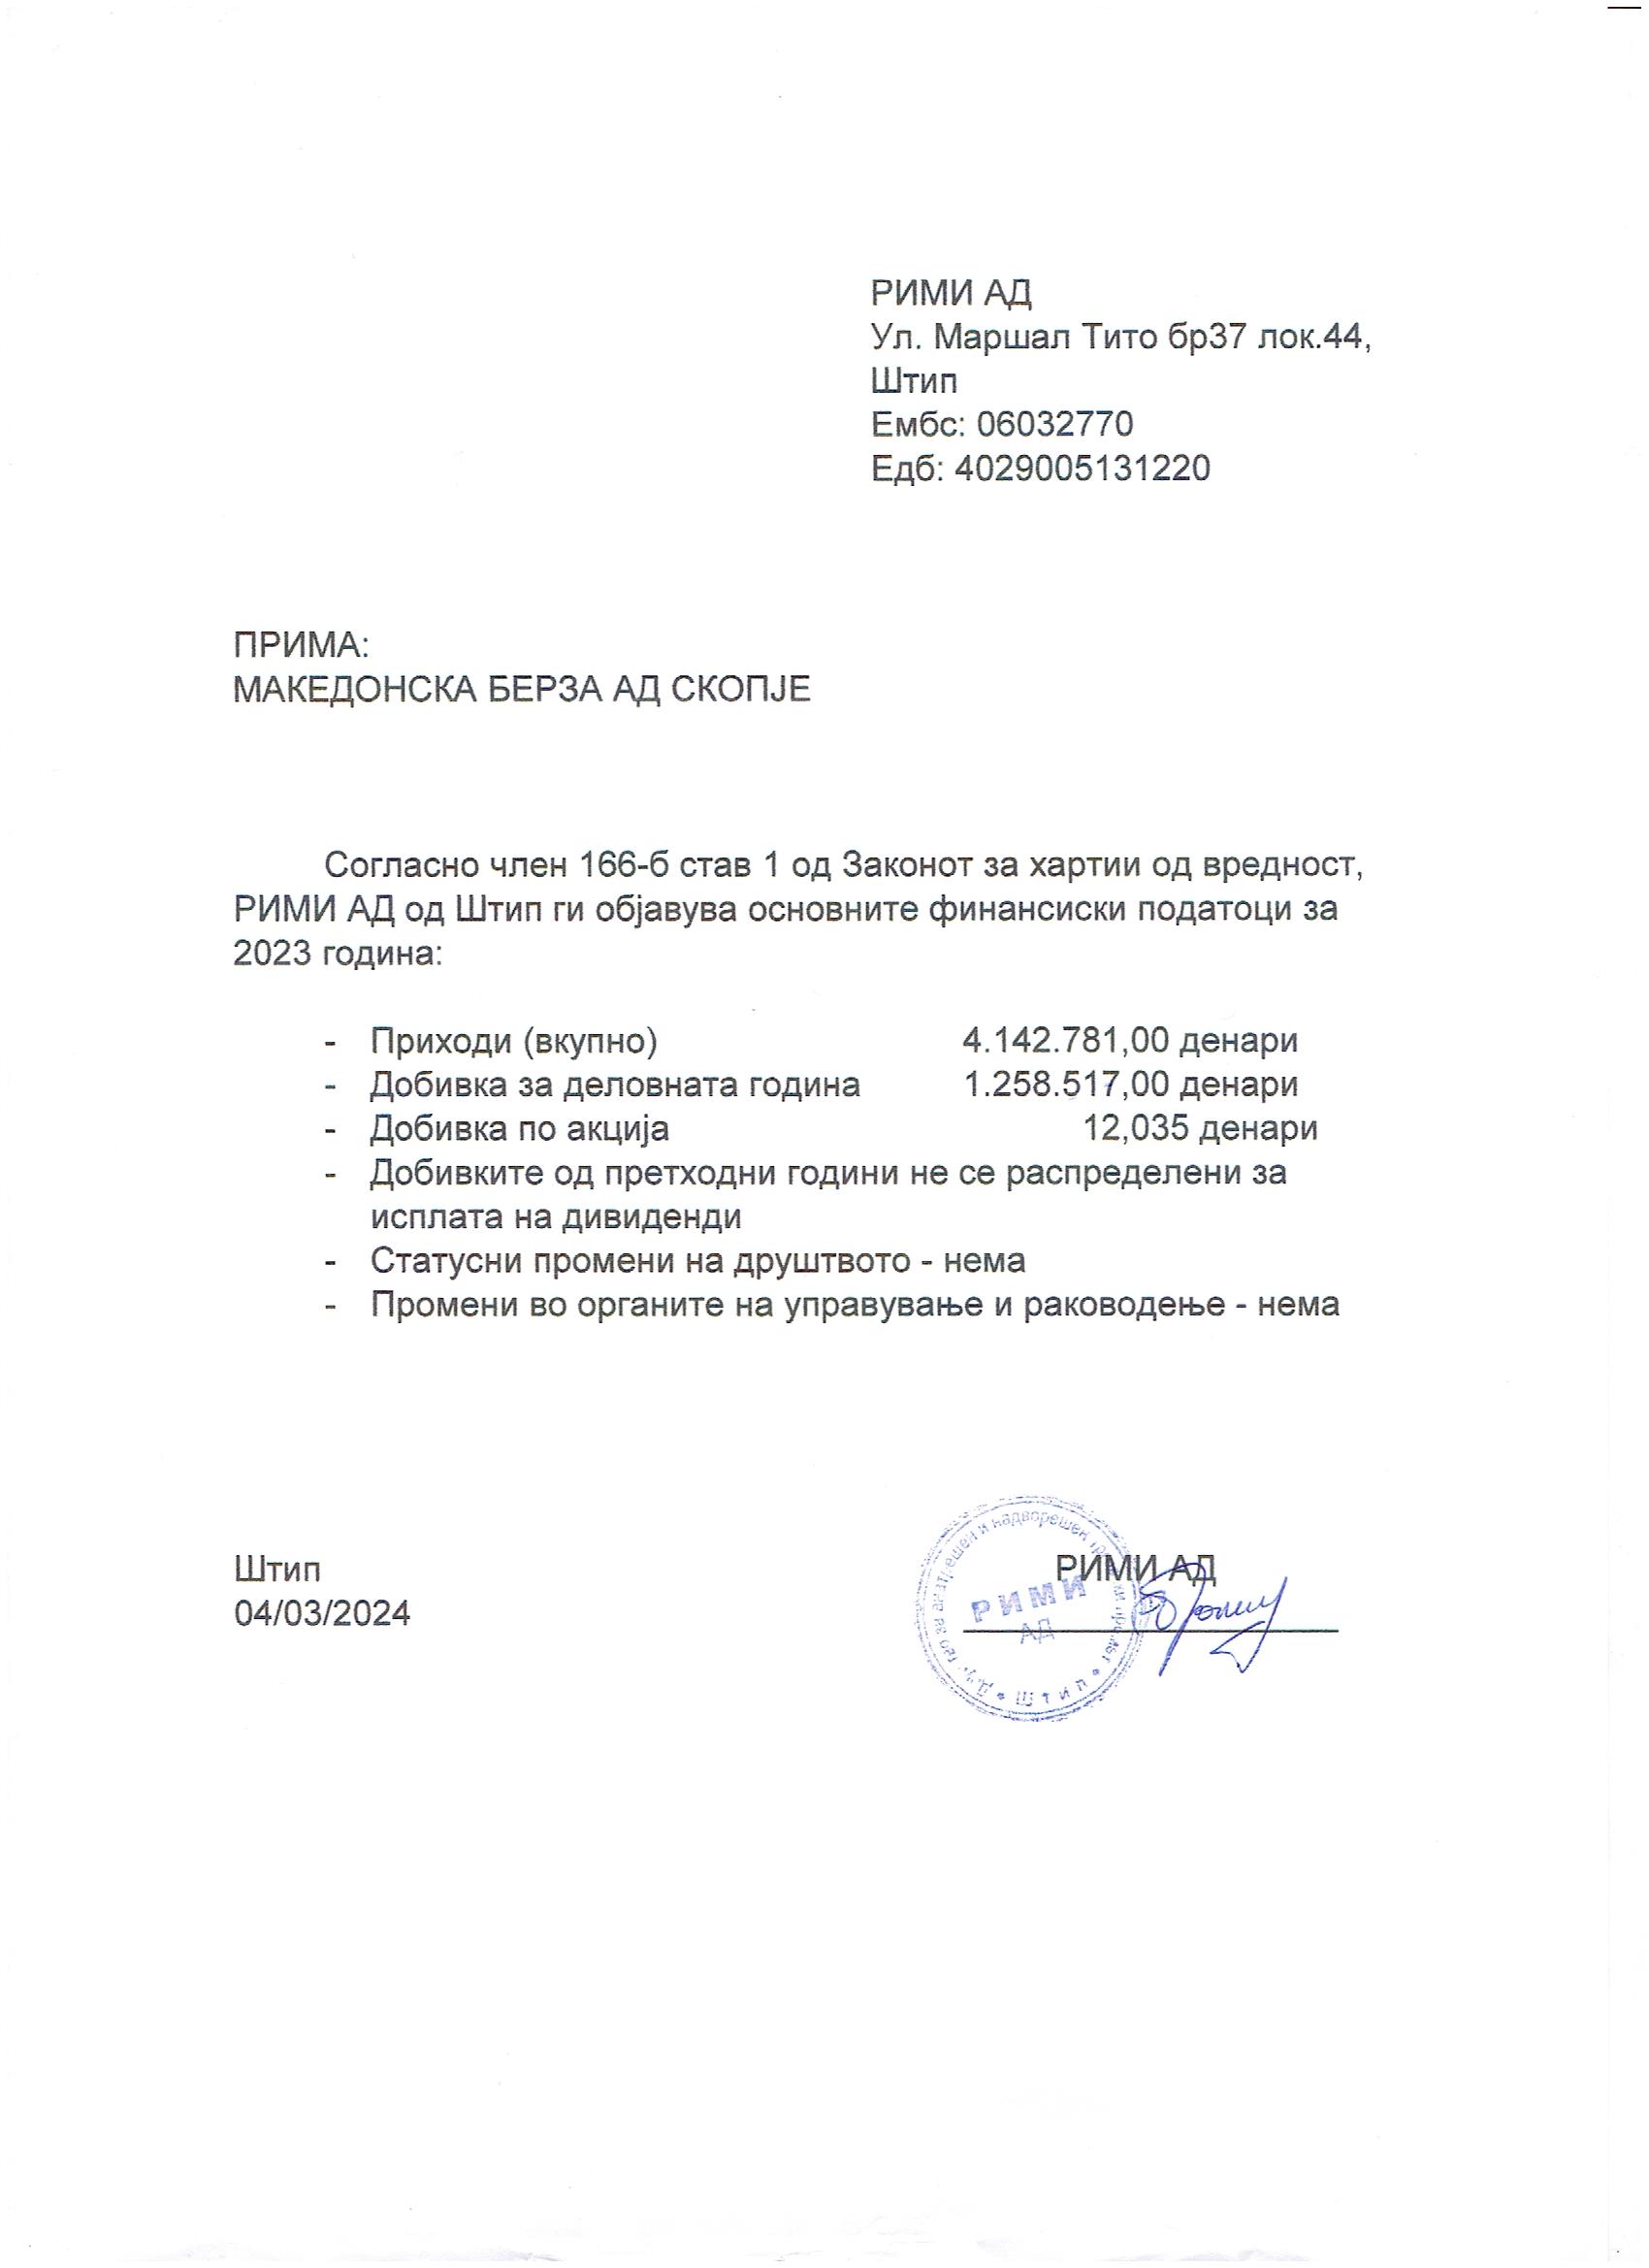 РИМИ АД
Ул. Маршал Тито бр37 лок.44,
Штип
Ембс: 06032770
Едб: 4029005131220
ПРИМА:
МАКЕДОНСКА БЕРЗА АД СКОПЈЕ
Согласно член 166-б став 1 од Законот за хартии од вредност,
РИМИ АД од Штип ги објавува основните финансиски податоци за
2023 година:
- Приходи (вкупно) 4.142.781,00 денари
- Добивка за деловната година 1.258.517,00 денари
- Добивка по акција 12,035 денари
- Добивките од претходни години не се распределени за
исплата на дивиденди
- Статусни промени на друштвото - нема
- Промени во органите на управување и раководење - нема
Штип
04/03/2024
РИМИ АД
и надворешен
РИМИ
АД
Штип